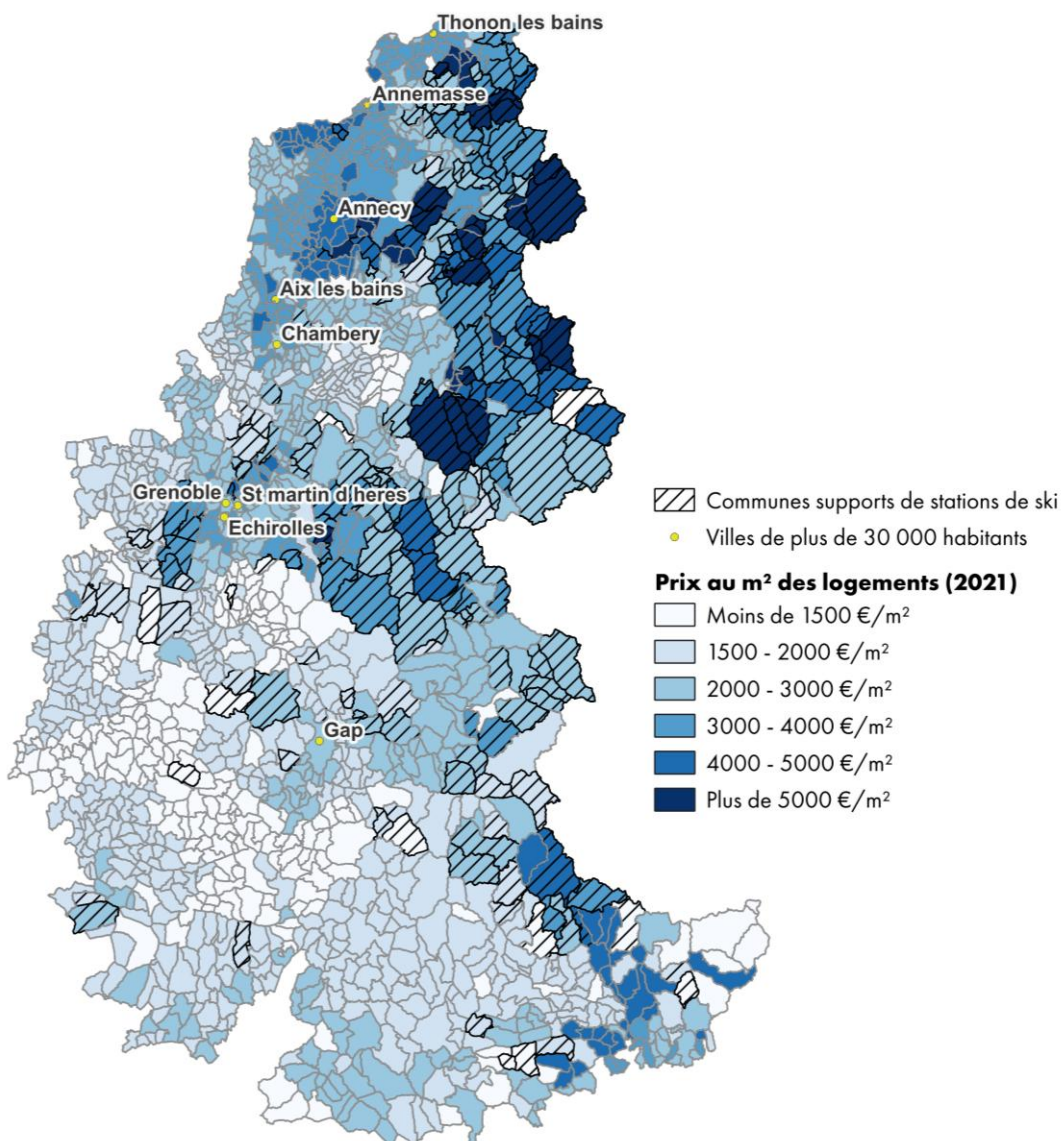 Thonon les bains
Annemasse
Annecy
Aix les bains
Chambery
Grenoble
St martin d heres
Echirolles
Gap
Communes supports de stations de ski
Villes de plus de 30 000 habitants
Prix au m² des logements (2021)
Moins de 1500 €/m²
1500 - 2000 €/m²
2000 - 3000 €/m²
3000 - 4000 €/m²
4000 - 5000 €/m²
Plus de 5000 €/m²